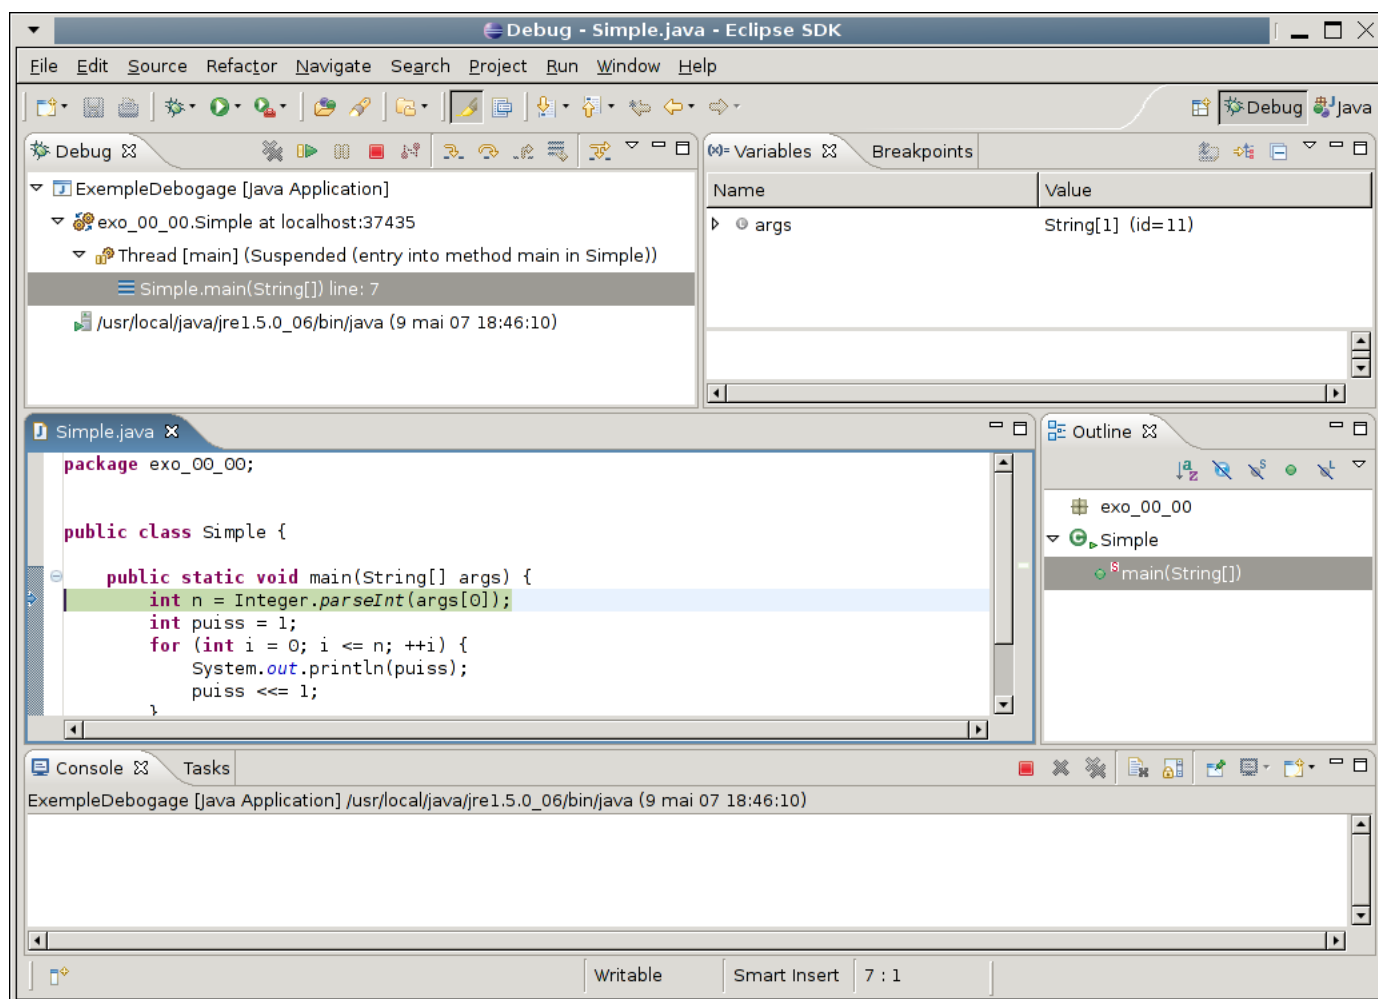 Debug - Simple.java - Eclipse SDK
File Edit Source Refactor Navigate Search Project Run Window Help
Debug Java
Debug
ExempleDebogage [Java Application]
exo_00_00.Simple at localhost:37435
Thread [main] (Suspended (entry into method main in Simple))
Simple.main(String[]) line: 7
/usr/local/java/jre1.5.0_06/bin/java (9 mai 07 18:46:10)
(x)= Variables Breakpoints
Name Value
args String[1] (id=11)
Simple.java
package exo_00_00;
public class Simple {
public static void main(String[] args) {
int n = Integer.parseInt(args[0]);
int puiss = 1;
for (int i = 0; i <= n; ++i) {
System.out.println(puiss);
puiss <<= 1;
}
Outline
exo_00_00
Simple
main(String[])
Console Tasks
ExempleDebogage [Java Application] /usr/local/java/jre1.5.0_06/bin/java (9 mai 07 18:46:10)
Writable Smart Insert 7 : 1